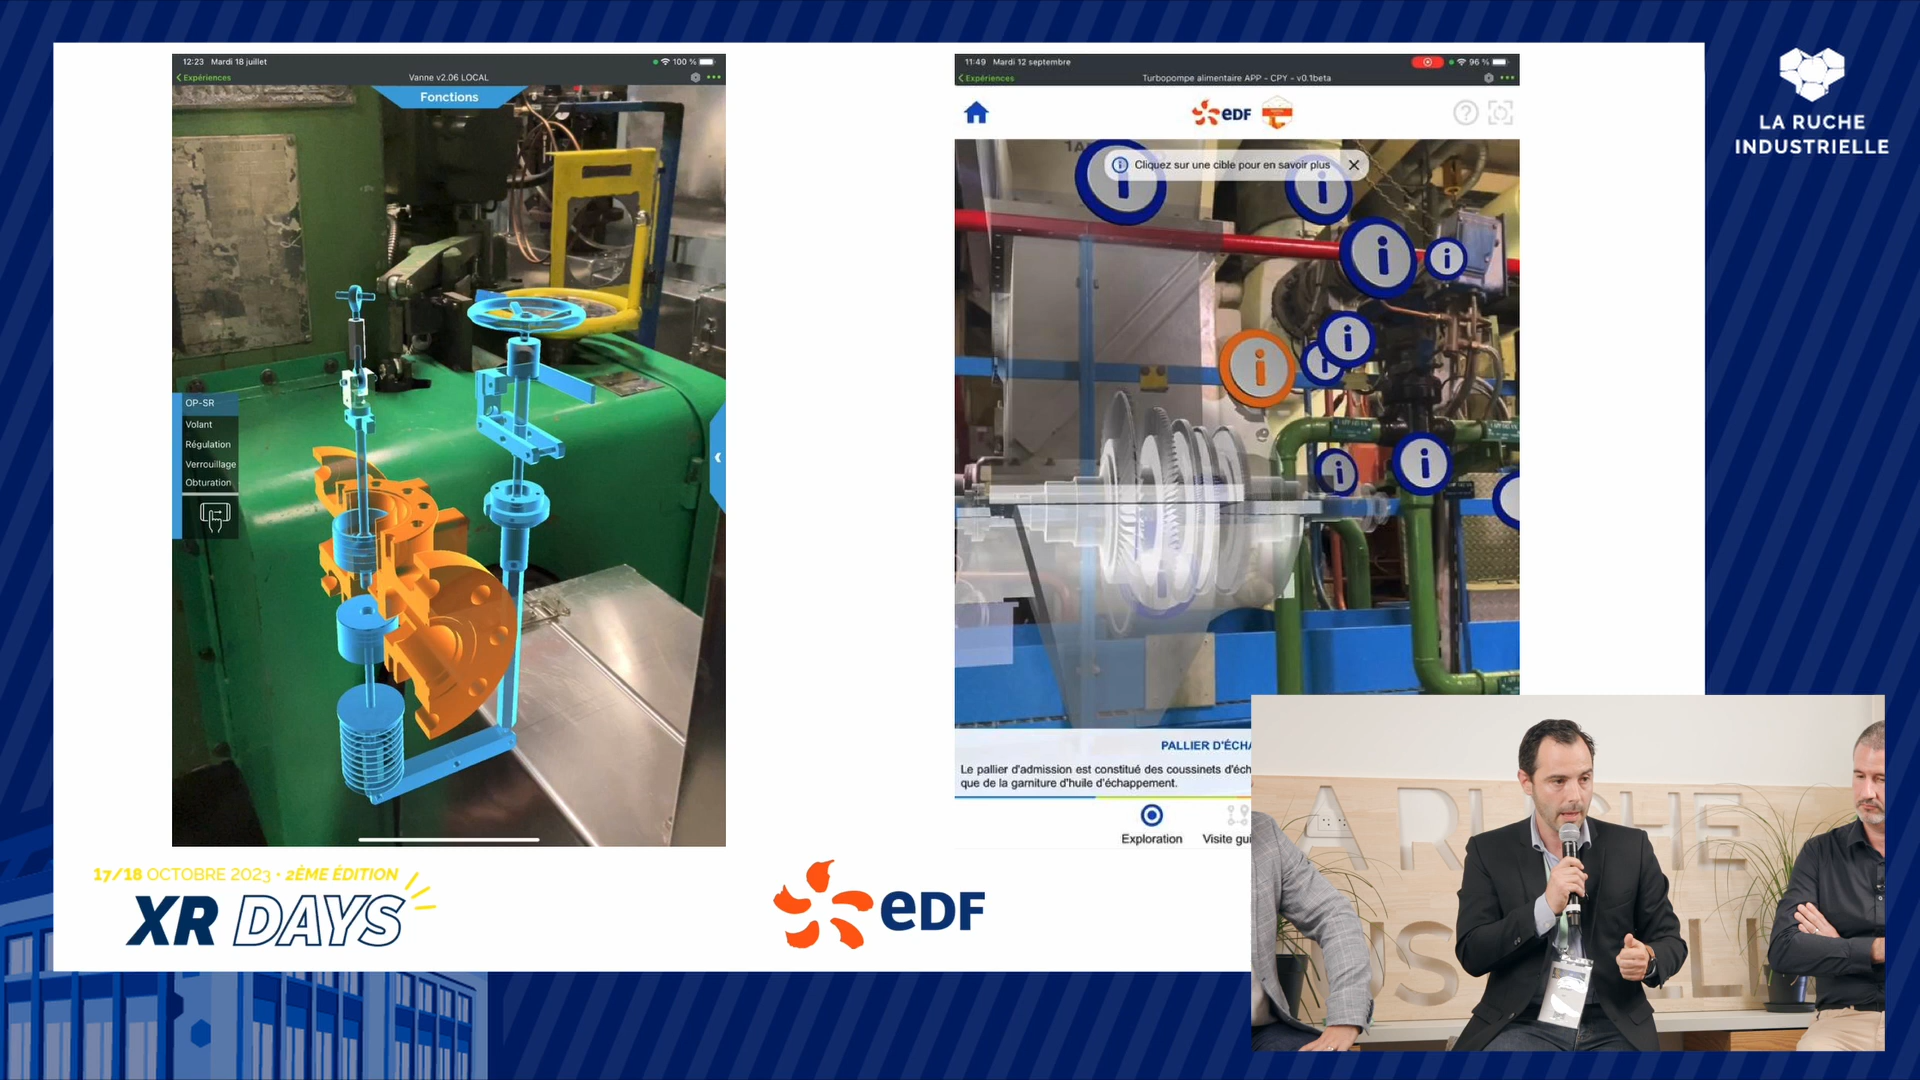 12:23 Mardi 18 juillet
100 %
Expériences
Vanne v2.06 LOCAL
Fonctions
OP-SR
Volant
Régulation
Verrouillage
Obturation
11:49 Mardi 12 septembre
96 %
Expériences
Turbopompe alimentaire APP - CPY - v0.1beta
eDF
Cliquez sur une cible pour en savoir plus
1A
PALLIER D'ÉCHA
Le pallier d'admission est constitué des coussinets d'éch
que de la garniture d'huile d'échappement.
Exploration
Visite gui
LA RUCHE
INDUSTRIELLE
17/18 OCTOBRE 2023 • 2ÈME ÉDITION
XR DAYS
eDF
A RUCHE